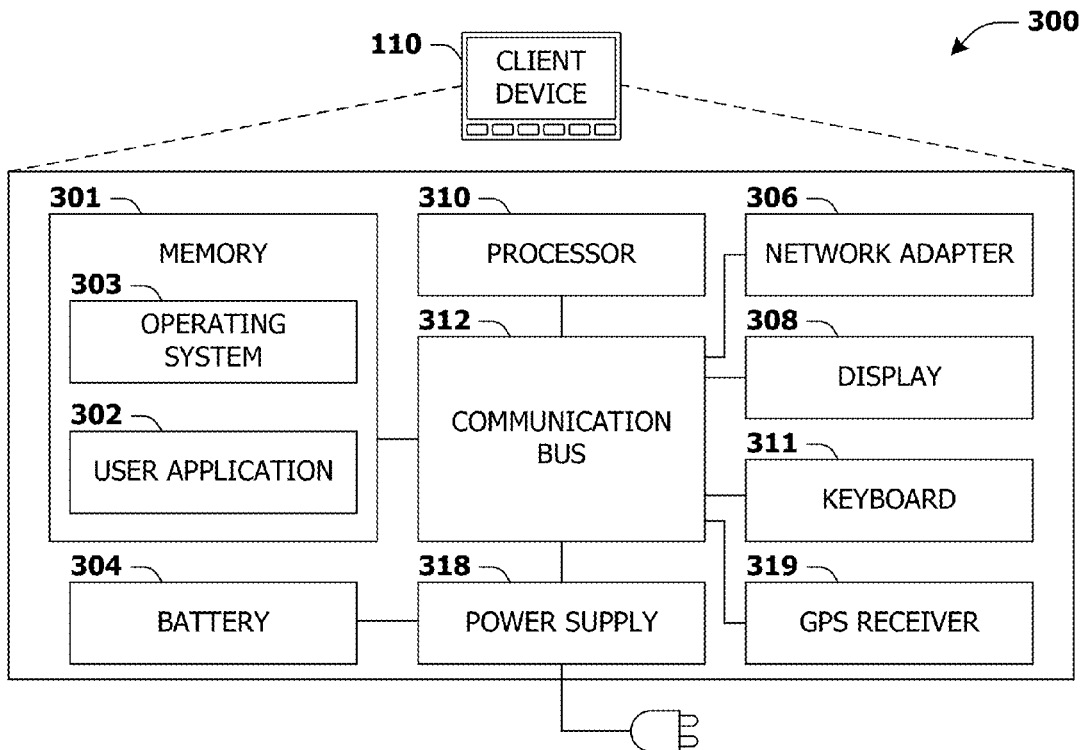 300
110
CLIENT
DEVICE
301
MEMORY
303
OPERATING
SYSTEM
302
USER APPLICATION
304
BATTERY
310
PROCESSOR
312
COMMUNICATION
BUS
318
POWER SUPPLY
306
NETWORK ADAPTER
308
DISPLAY
311
KEYBOARD
319
GPS RECEIVER